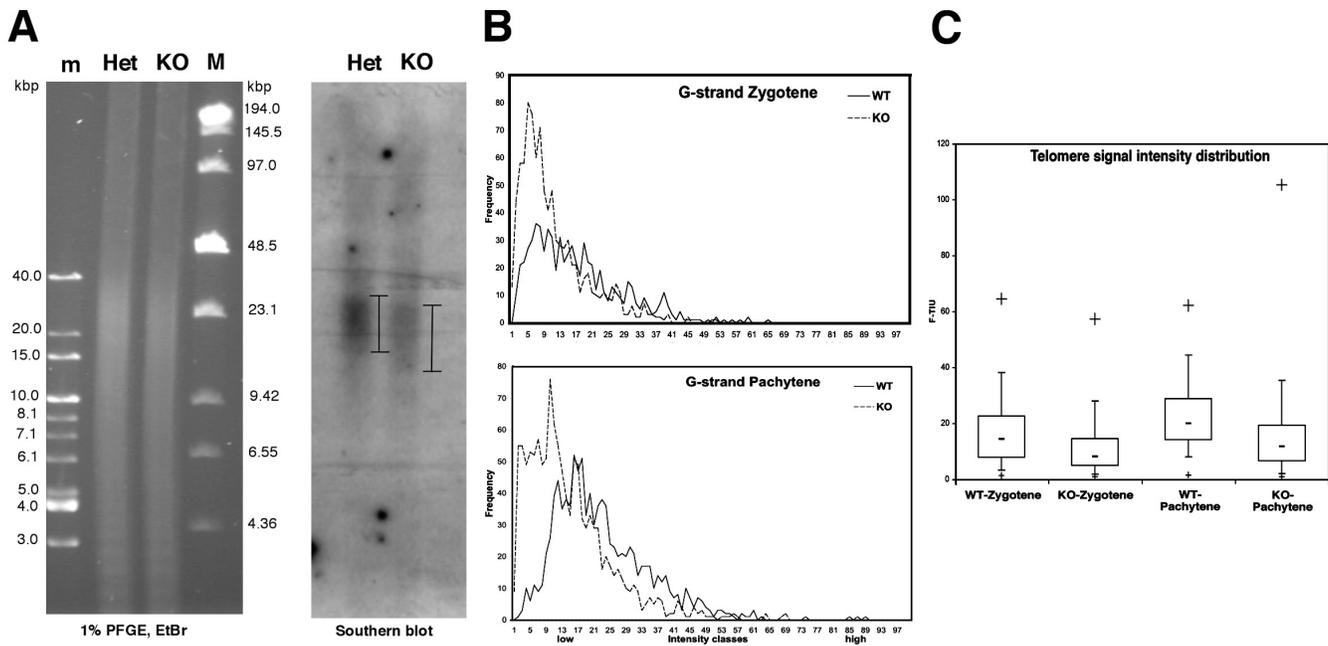 A
m Het KO M
kbp
kbp
194.0
145.5
97.0
48.5
40.0
23.1
20.0
15.0
10.0
9.42
8.1
7.1
6.55
6.1
5.0
4.0
4.36
3.0
1% PFGE, EtBr
Het KO
Southern blot
B
G-strand Zygotene
WT
KO
Frequency
90
80
70
60
50
40
30
20
10
0
1 5 9 13 17 21 25 29 33 37 41 45 49 53 57 61 65 69 73 77 81 85 89 93 97
G-strand Pachytene
WT
KO
Frequency
80
70
60
50
40
30
20
10
0
1 5 9 13 17 21 25 29 33 37 41 45 49 53 57 61 65 69 73 77 81 85 89 93 97
low Intensity classes high
C
Telomere signal intensity distribution
F-TIU
120
100
80
60
40
20
0
WT-Zygotene KO-Zygotene WT-Pachytene KO-Pachytene